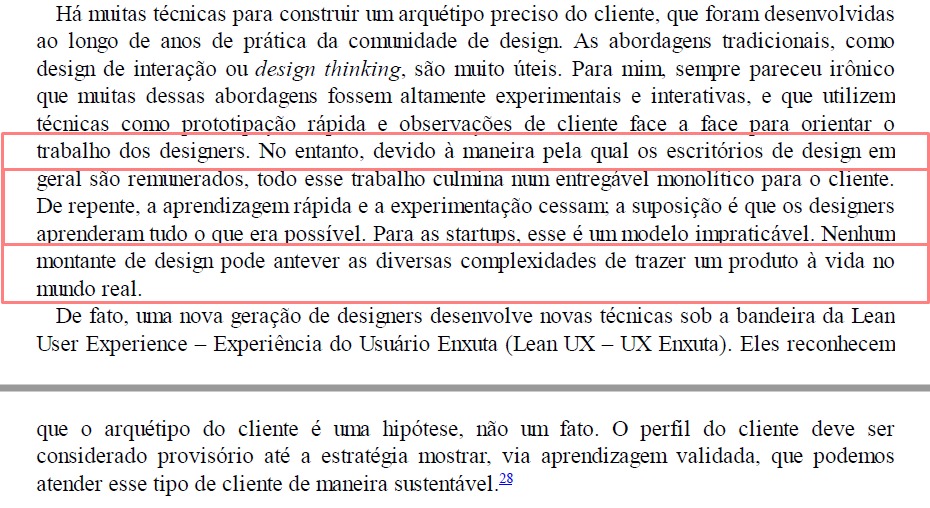 Há muitas técnicas para construir um arquétipo preciso do cliente, que foram desenvolvidas
ao longo de anos de prática da comunidade de design. As abordagens tradicionais, como
design de interação ou design thinking, são muito úteis. Para mim, sempre pareceu irônico
que muitas dessas abordagens fossem altamente experimentais e interativas, e que utilizem
técnicas como prototipação rápida e observações de cliente face a face para orientar o
trabalho dos designers. No entanto, devido à maneira pela qual os escritórios de design em
geral são remunerados, todo esse trabalho culmina num entregável monolítico para o cliente.
De repente, a aprendizagem rápida e a experimentação cessam; a suposição é que os designers
aprenderam tudo o que era possível. Para as startups, esse é um modelo impraticável. Nenhum
montante de design pode antever as diversas complexidades de trazer um produto à vida no
mundo real.
De fato, uma nova geração de designers desenvolve novas técnicas sob a bandeira da Lean
User Experience – Experiência do Usuário Enxuta (Lean UX – UX Enxuta). Eles reconhecem
que o arquétipo do cliente é uma hipótese, não um fato. O perfil do cliente deve ser
considerado provisório até a estratégia mostrar, via aprendizagem validada, que podemos
atender esse tipo de cliente de maneira sustentável.28